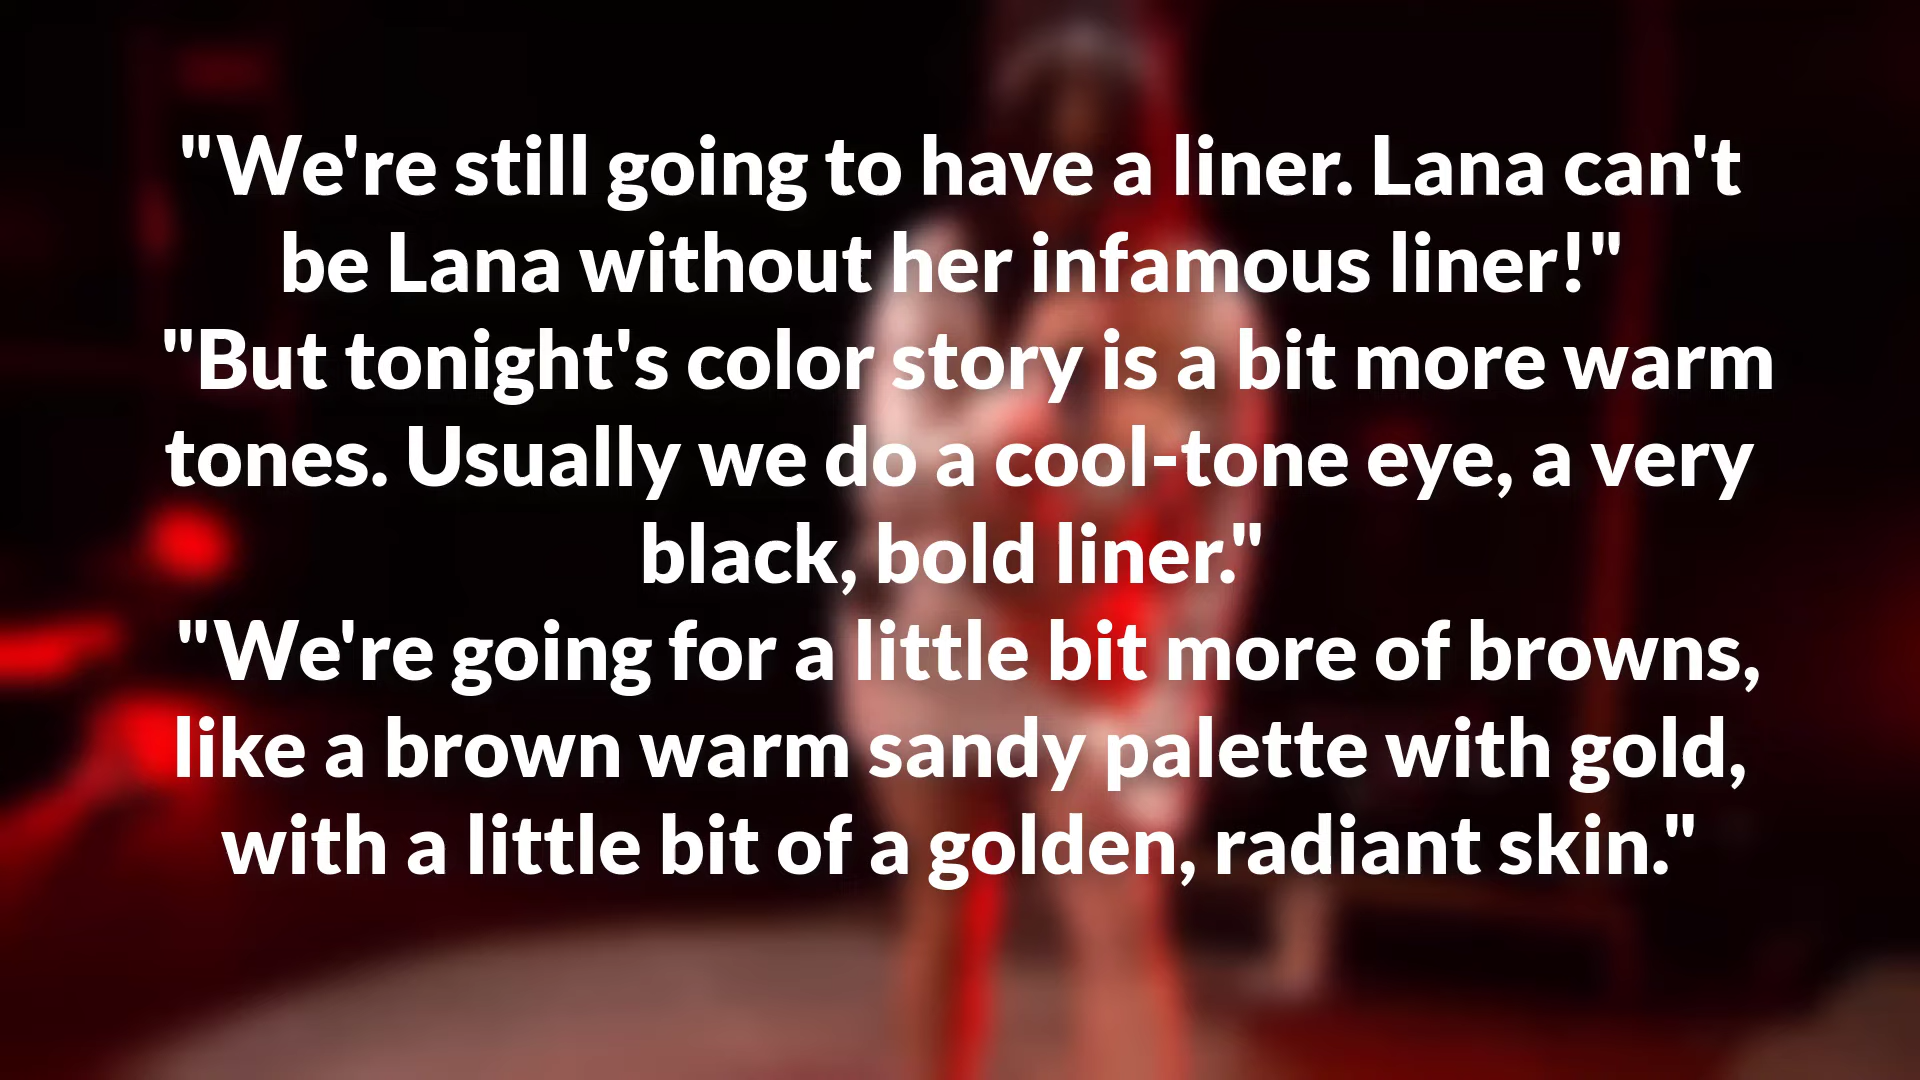 "We're still going to have a liner. Lana can't
be Lana without her infamous liner!"
"But tonight's color story is a bit more warm
tones. Usually we do a cool-tone eye, a very
black, bold liner."
"We're going for a little bit more of browns,
like a brown warm sandy palette with gold,
with a little bit of a golden, radiant skin."